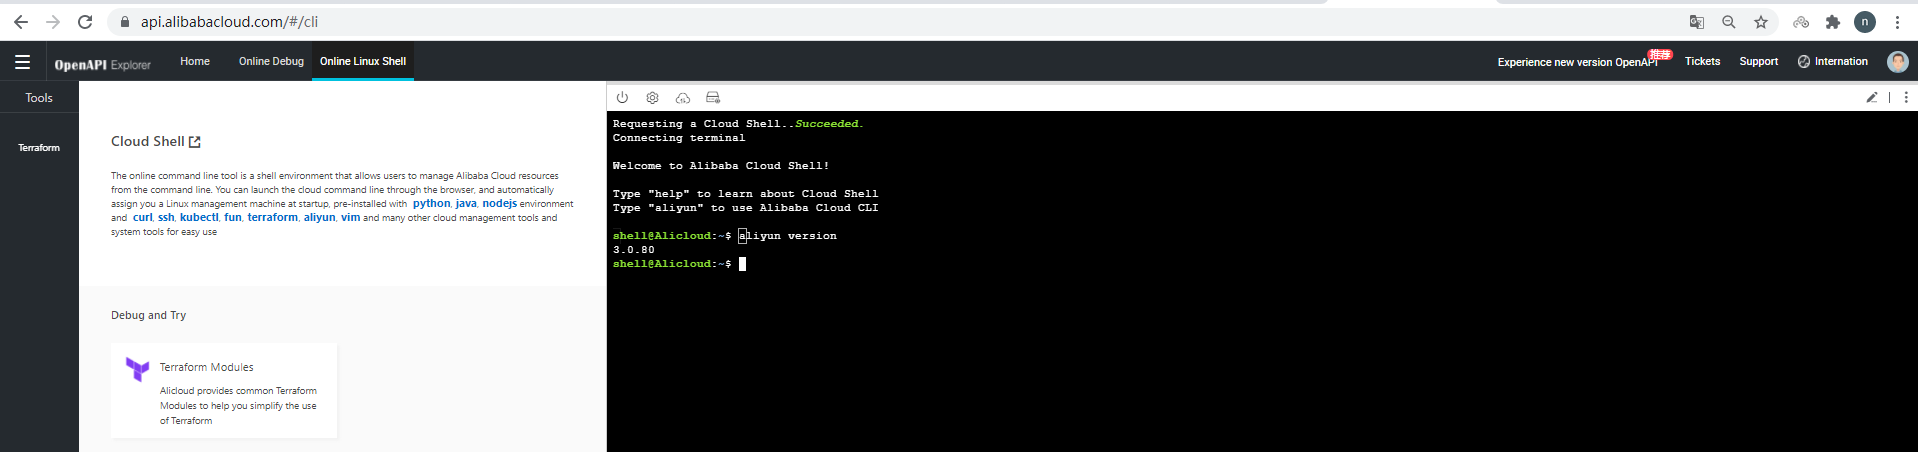 api.alibabacloud.com/#/cli
n
OpenAPI Explorer
Home
Online Debug
Online Linux Shell
Experience new version OpenAPI
推荐
Tickets
Support
Internation
Tools
Terraform
Cloud Shell
The online command line tool is a shell environment that allows users to manage Alibaba Cloud resources
from the command line. You can launch the cloud command line through the browser, and automatically
assign you a Linux management machine at startup, pre-installed with python, java, nodejs environment
and curl, ssh, kubectl, fun, terraform, aliyun, vim and many other cloud management tools and
system tools for easy use
Debug and Try
Terraform Modules
Alicloud provides common Terraform
Modules to help you simplify the use
of Terraform
Requesting a Cloud Shell..Succeeded.
Connecting terminal
Welcome to Alibaba Cloud Shell!
Type "help" to learn about Cloud Shell
Type "aliyun" to use Alibaba Cloud CLI
shell@Alicloud:~$ aliyun version
3.0.80
shell@Alicloud:~$